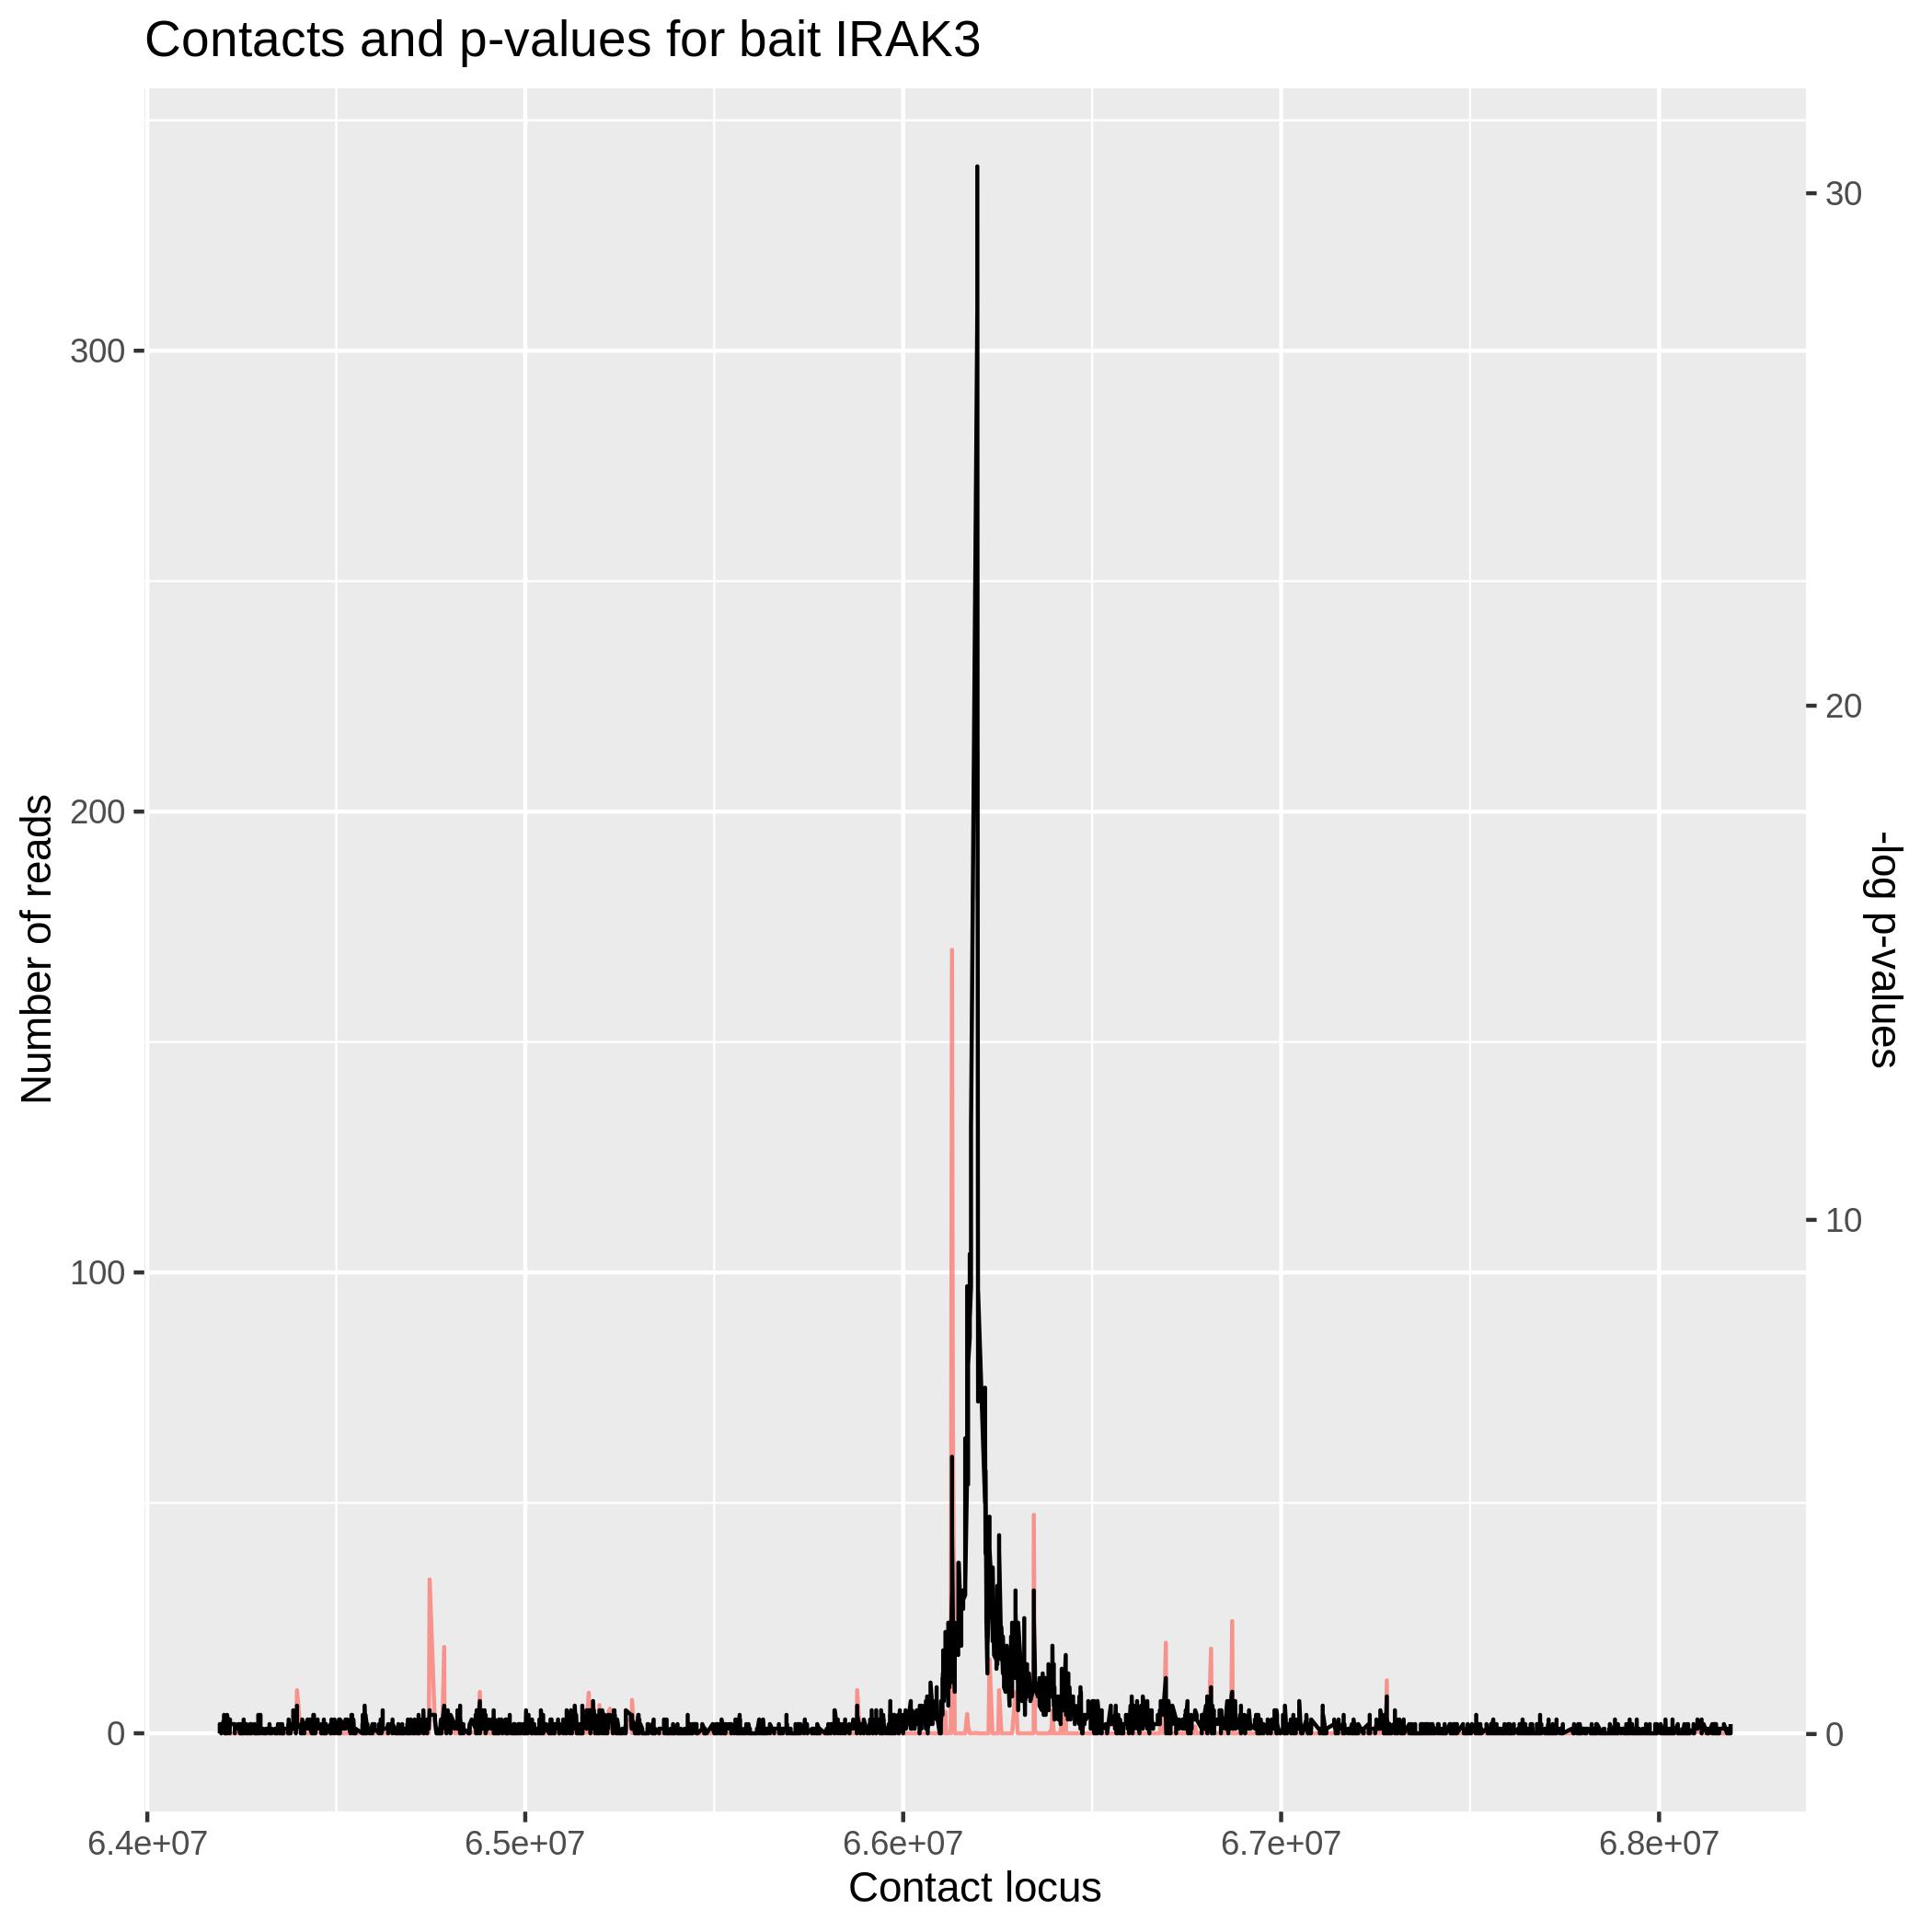 Contacts and p-values for bait IRAK3
Number of reads
300
200
100
0
30
20
10
0
-log p-values
6.4e+07 6.5e+07 6.6e+07 6.7e+07 6.8e+07
Contact locus